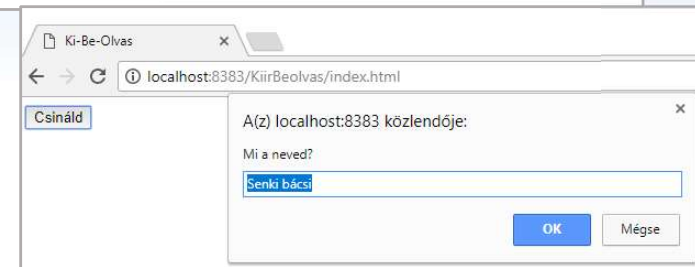 Ki-Be-Olvas
localhost:8383/KiirBeolvas/index.html
Csináld
A(z) localhost:8383 közlendője:
Mi a neved?
Senki bácsi
OK
Mégse